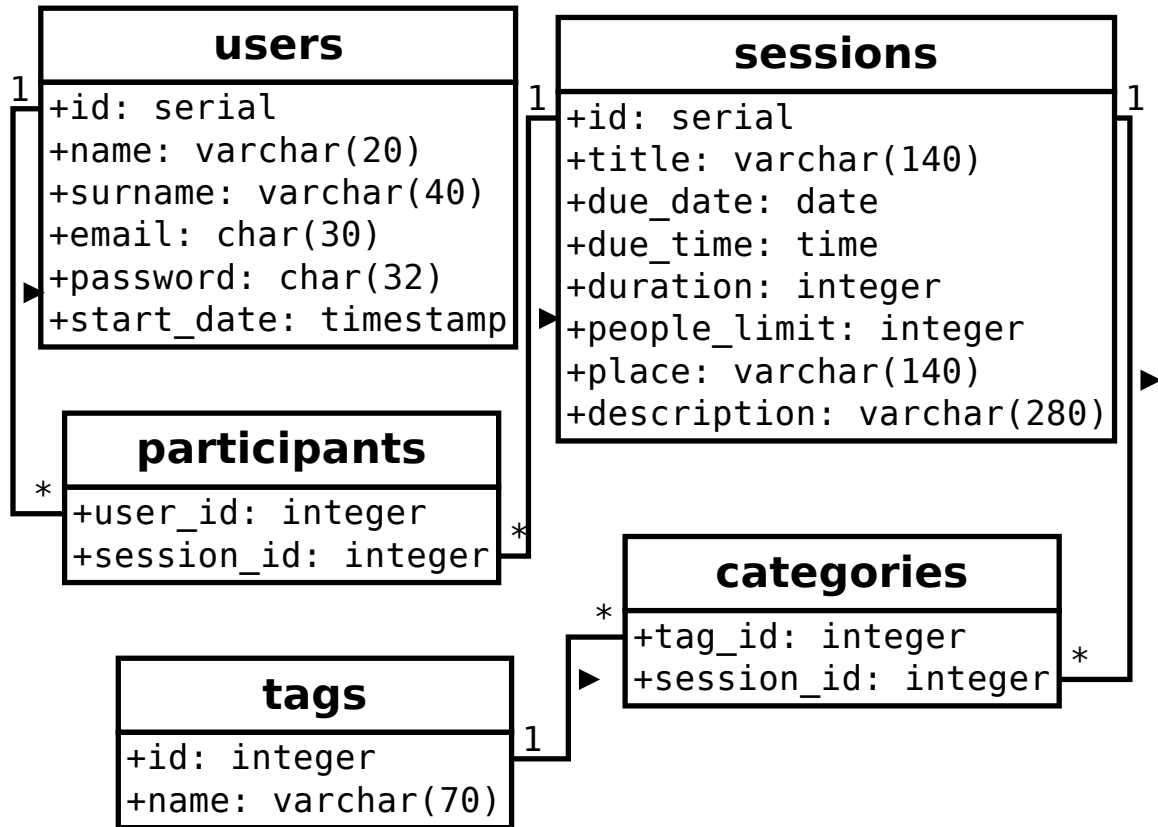 users
1
+id: serial
+name: varchar(20)
+surname: varchar(40)
+email: char(30)
+password: char(32)
+start_date: timestamp
sessions
1
1
+id: serial
+title: varchar(140)
+due_date: date
+due_time: time
+duration: integer
+people_limit: integer
+place: varchar(140)
+description: varchar(280)
participants
*
+user_id: integer
+session_id: integer
*
categories
*
+tag_id: integer
+session_id: integer
*
tags
1
+id: integer
+name: varchar(70)